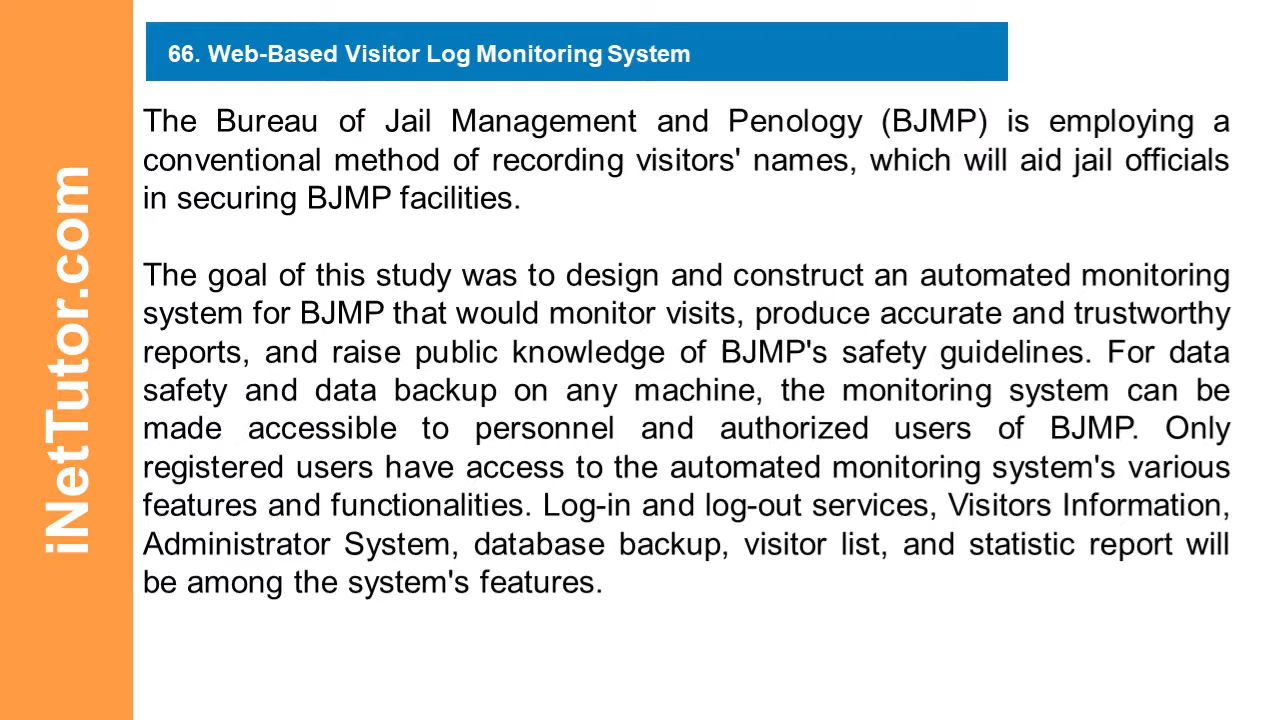 iNetTutor.com
66. Web-Based Visitor Log Monitoring System
The Bureau of Jail Management and Penology (BJMP) is employing a
conventional method of recording visitors' names, which will aid jail officials
in securing BJMP facilities.
The goal of this study was to design and construct an automated monitoring
system for BJMP that would monitor visits, produce accurate and trustworthy
reports, and raise public knowledge of BJMP's safety guidelines. For data
safety and data backup on any machine, the monitoring system can be
made accessible to personnel and authorized users of BJMP. Only
registered users have access to the automated monitoring system's various
features and functionalities. Log-in and log-out services, Visitors Information,
Administrator System, database backup, visitor list, and statistic report will
be among the system's features.